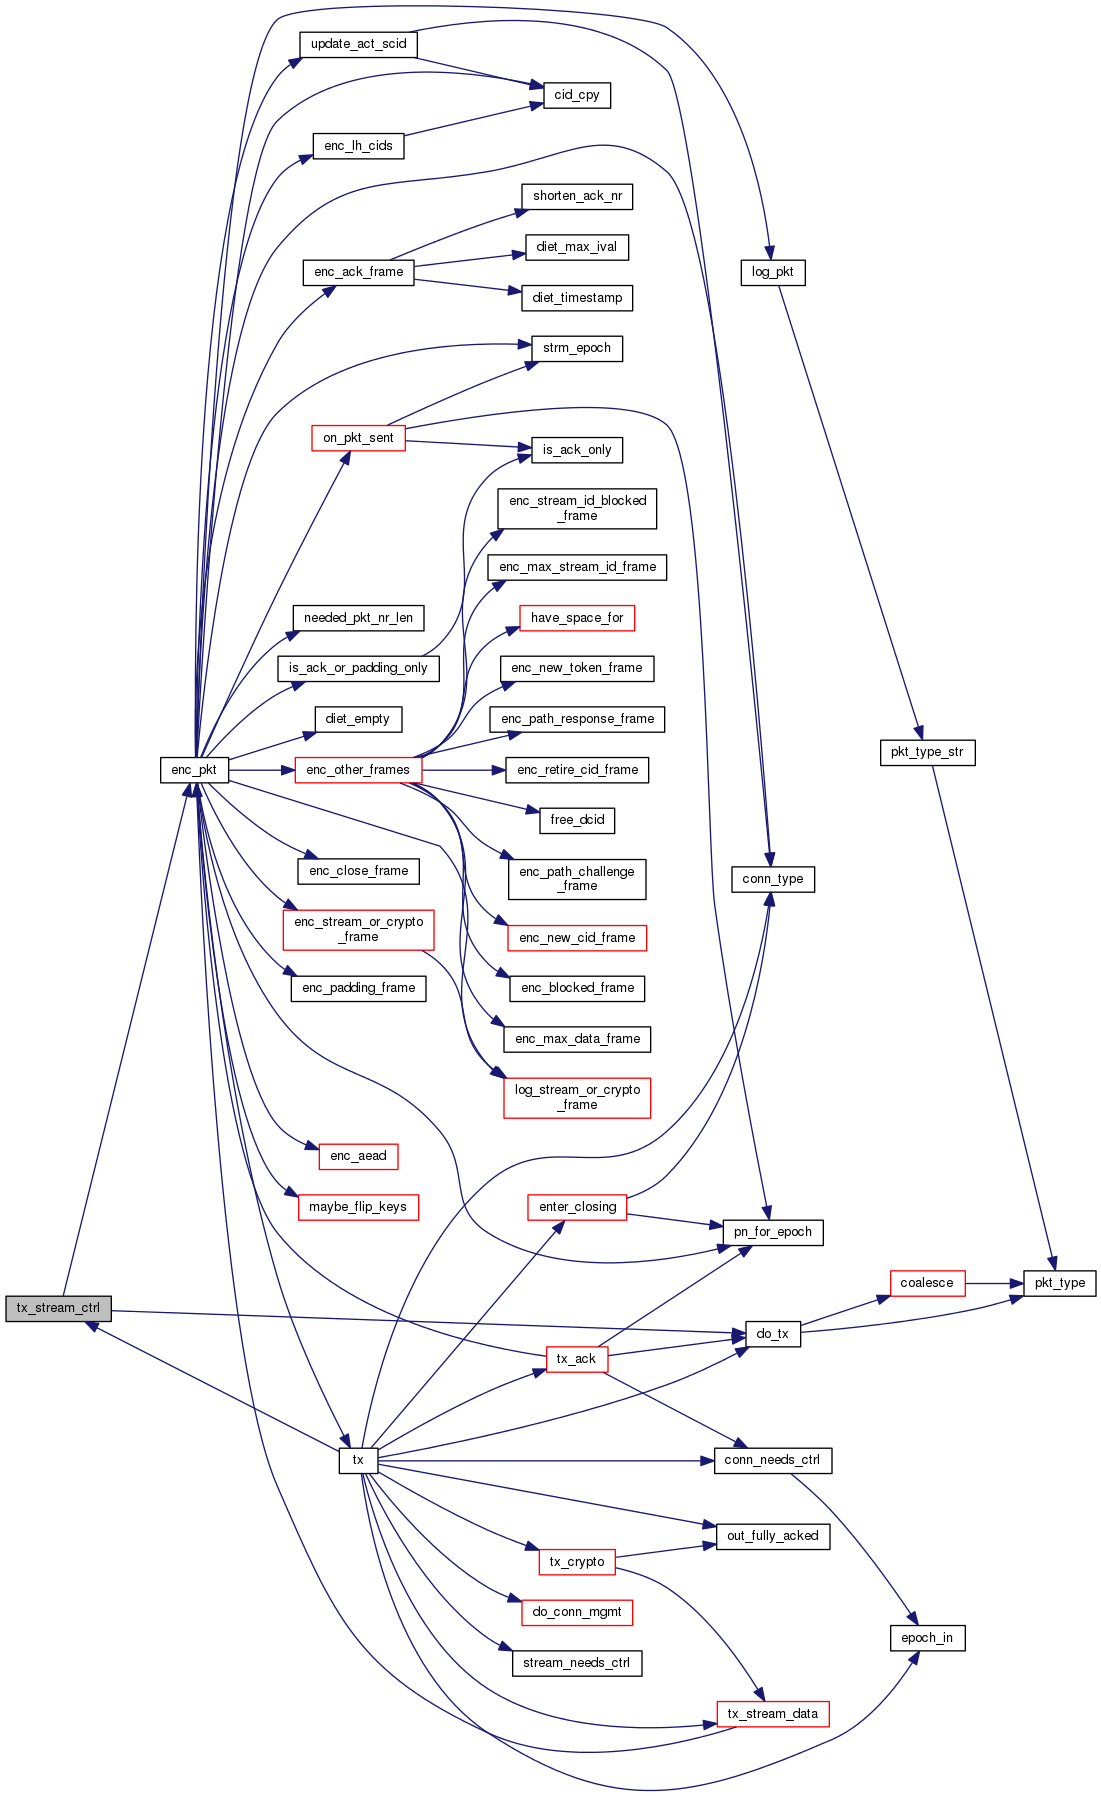 update_act_scid
cid_cpy
enc_lh_cids
shorten_ack_nr
diet_max_ival
enc_ack_frame
log_pkt
diet_timestamp
strm_epoch
on_pkt_sent
is_ack_only
enc_stream_id_blocked
_frame
enc_max_stream_id_frame
needed_pkt_nr_len
have_space_for
is_ack_or_padding_only
enc_new_token_frame
diet_empty
enc_path_response_frame
pkt_type_str
enc_pkt
enc_other_frames
enc_retire_cid_frame
free_dcid
enc_close_frame
enc_path_challenge
_frame
conn_type
enc_stream_or_crypto
_frame
enc_new_cid_frame
enc_padding_frame
enc_blocked_frame
enc_max_data_frame
log_stream_or_crypto
_frame
enc_aead
maybe_flip_keys
enter_closing
pn_for_epoch
coalesce
pkt_type
tx_stream_ctrl
do_tx
tx_ack
tx
conn_needs_ctrl
out_fully_acked
tx_crypto
do_conn_mgmt
epoch_in
stream_needs_ctrl
tx_stream_data